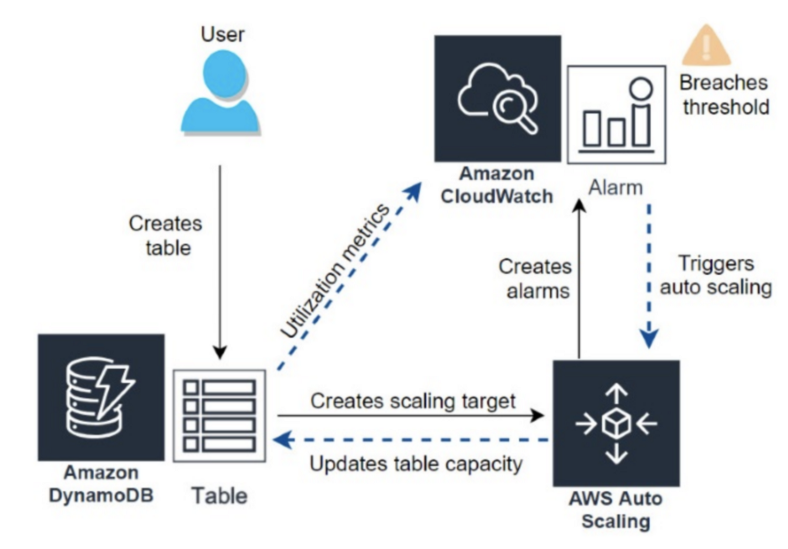 User
Breaches
threshold
Amazon
CloudWatch
Alarm
Creates
table
Utilization metrics
Creates
alarms
Triggers
auto scaling
Creates scaling target
Updates table capacity
Amazon
DynamoDB
Table
AWS Auto
Scaling